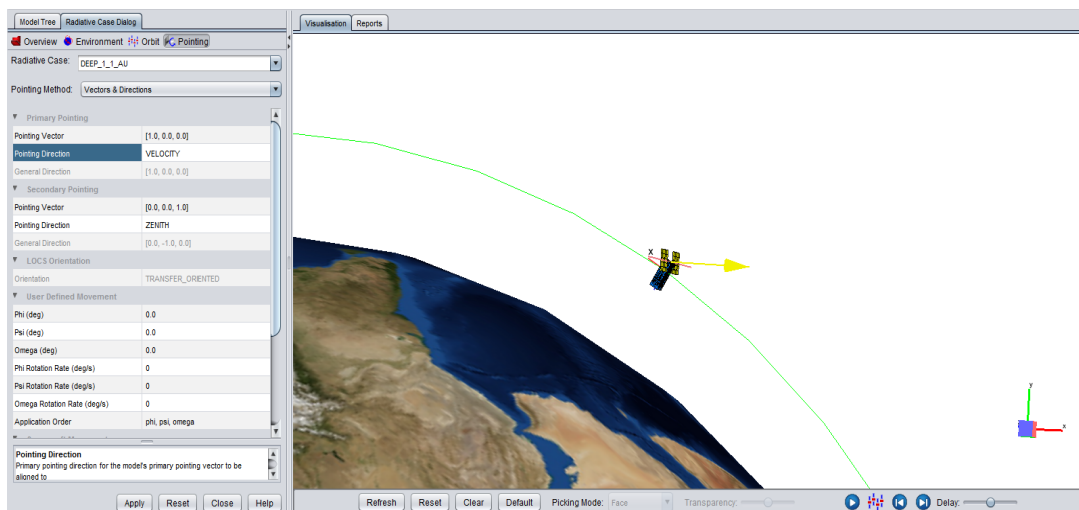 Model Tree Radiative Case Dialog
Overview Environment Orbit Pointing
Radiative Case: DEEP_1_1_AU
Pointing Method: Vectors & Directions
Primary Pointing
Pointing Vector [1.0, 0.0, 0.0]
Pointing Direction VELOCITY
General Direction [1.0, 0.0, 0.0]
Secondary Pointing
Pointing Vector [0.0, 0.0, 1.0]
Pointing Direction ZENITH
General Direction [0.0, -1.0, 0.0]
LOCS Orientation
Orientation TRANSFER_ORIENTED
User Defined Movement
Phi (deg) 0.0
Psi (deg) 0.0
Omega (deg) 0.0
Phi Rotation Rate (deg/s) 0
Psi Rotation Rate (deg/s) 0
Omega Rotation Rate (deg/s) 0
Application Order phi, psi, omega
Pointing Direction
Primary pointing direction for the model's primary pointing vector to be
alioned to
Apply Reset Close Help
Visualisation Reports
X
y
x
Refresh Reset Clear Default Picking Mode: Face Transparency: Delay: